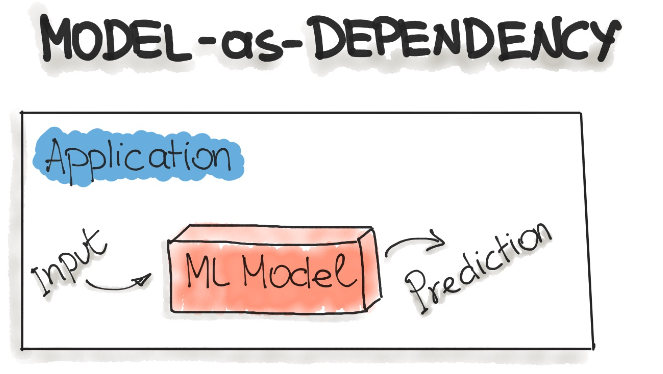 MODEL-as-DEPENDENCY
Application
Input
ML Model
Prediction